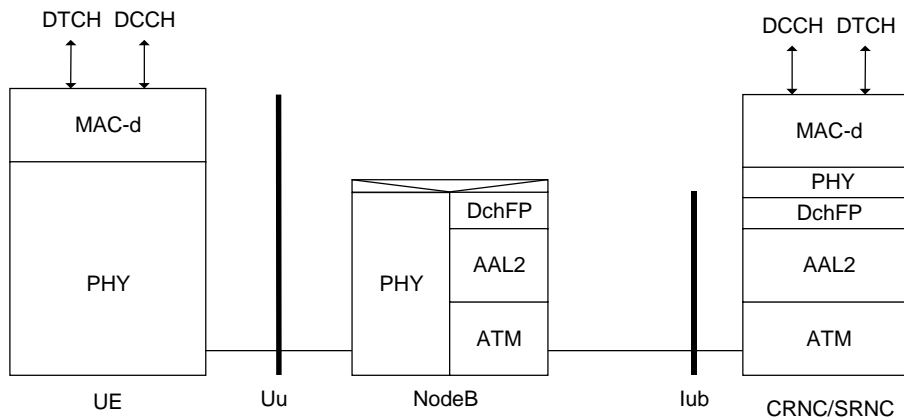 DTCH DCCH
DCCH DTCH
MAC-d
MAC-d
PHY
DchFP
DchFP
PHY
PHY
AAL2
AAL2
ATM
ATM
UE
Uu
NodeB
Iub
CRNC/SRNC